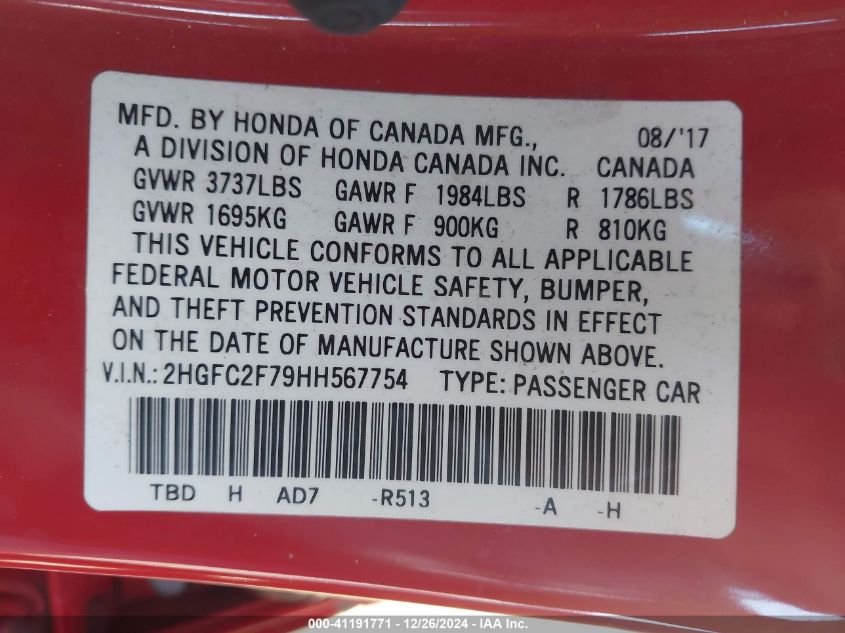 MFD. BY HONDA OF CANADA MFG., 08/'17
A DIVISION OF HONDA CANADA INC. CANADA
GVWR 3737LBS GAWR F 1984LBS R 1786LBS
GVWR 1695KG GAWR F 900KG R 810KG
THIS VEHICLE CONFORMS TO ALL APPLICABLE
FEDERAL MOTOR VEHICLE SAFETY, BUMPER,
AND THEFT PREVENTION STANDARDS IN EFFECT
ON THE DATE OF MANUFACTURE SHOWN ABOVE.
V.I.N.: 2HGFC2F79HH567754 TYPE: PASSENGER CAR
TBD H AD7 -R513 -A -H
000-41191771 - 12/26/2024 - IAA Inc.